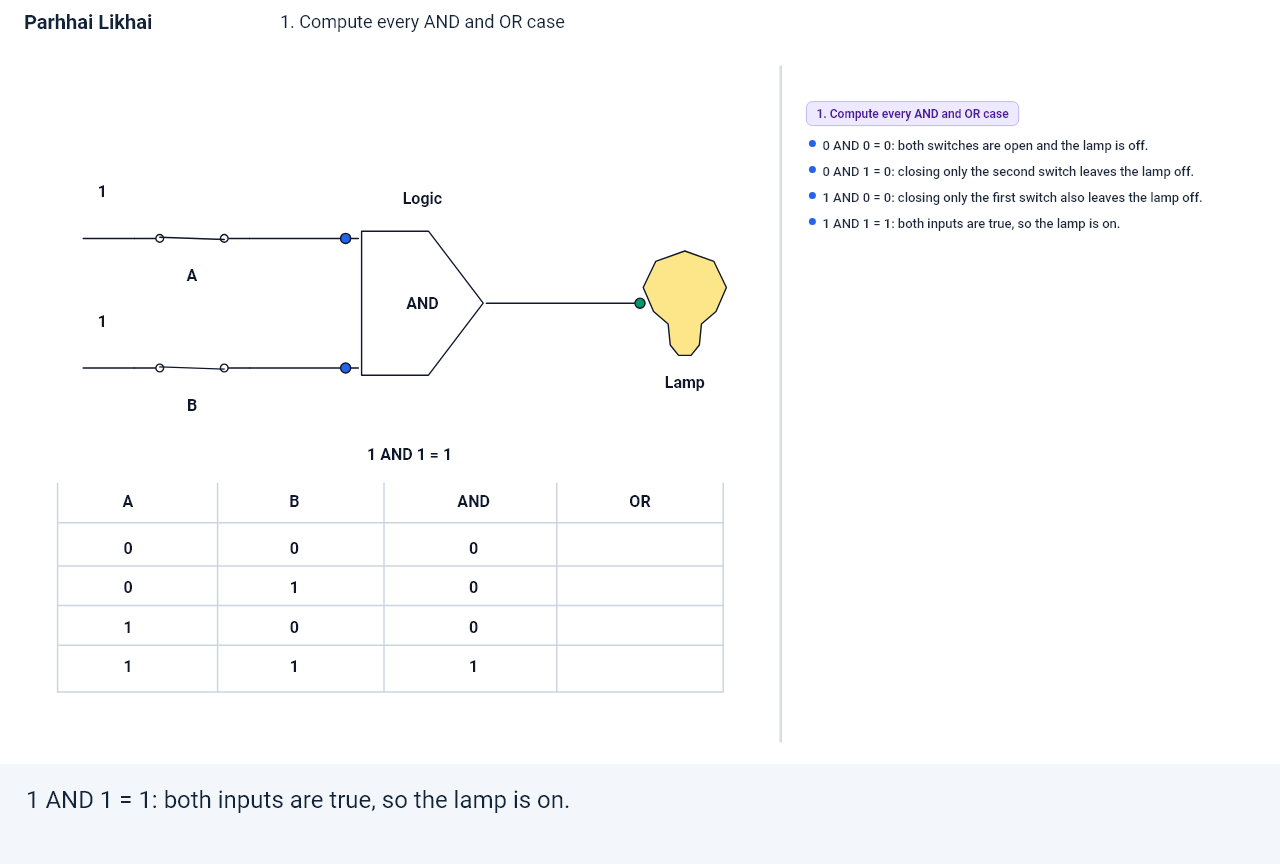 Parhhai Likhai
1. Compute every AND and OR case
1
Logic
A
AND
1
Lamp
B
1 AND 1 = 1
A B AND OR
0 0 0
0 1 0
1 0 0
1 1 1
1. Compute every AND and OR case
0 AND 0 = 0: both switches are open and the lamp is off.
0 AND 1 = 0: closing only the second switch leaves the lamp off.
1 AND 0 = 0: closing only the first switch also leaves the lamp off.
1 AND 1 = 1: both inputs are true, so the lamp is on.
1 AND 1 = 1: both inputs are true, so the lamp is on.